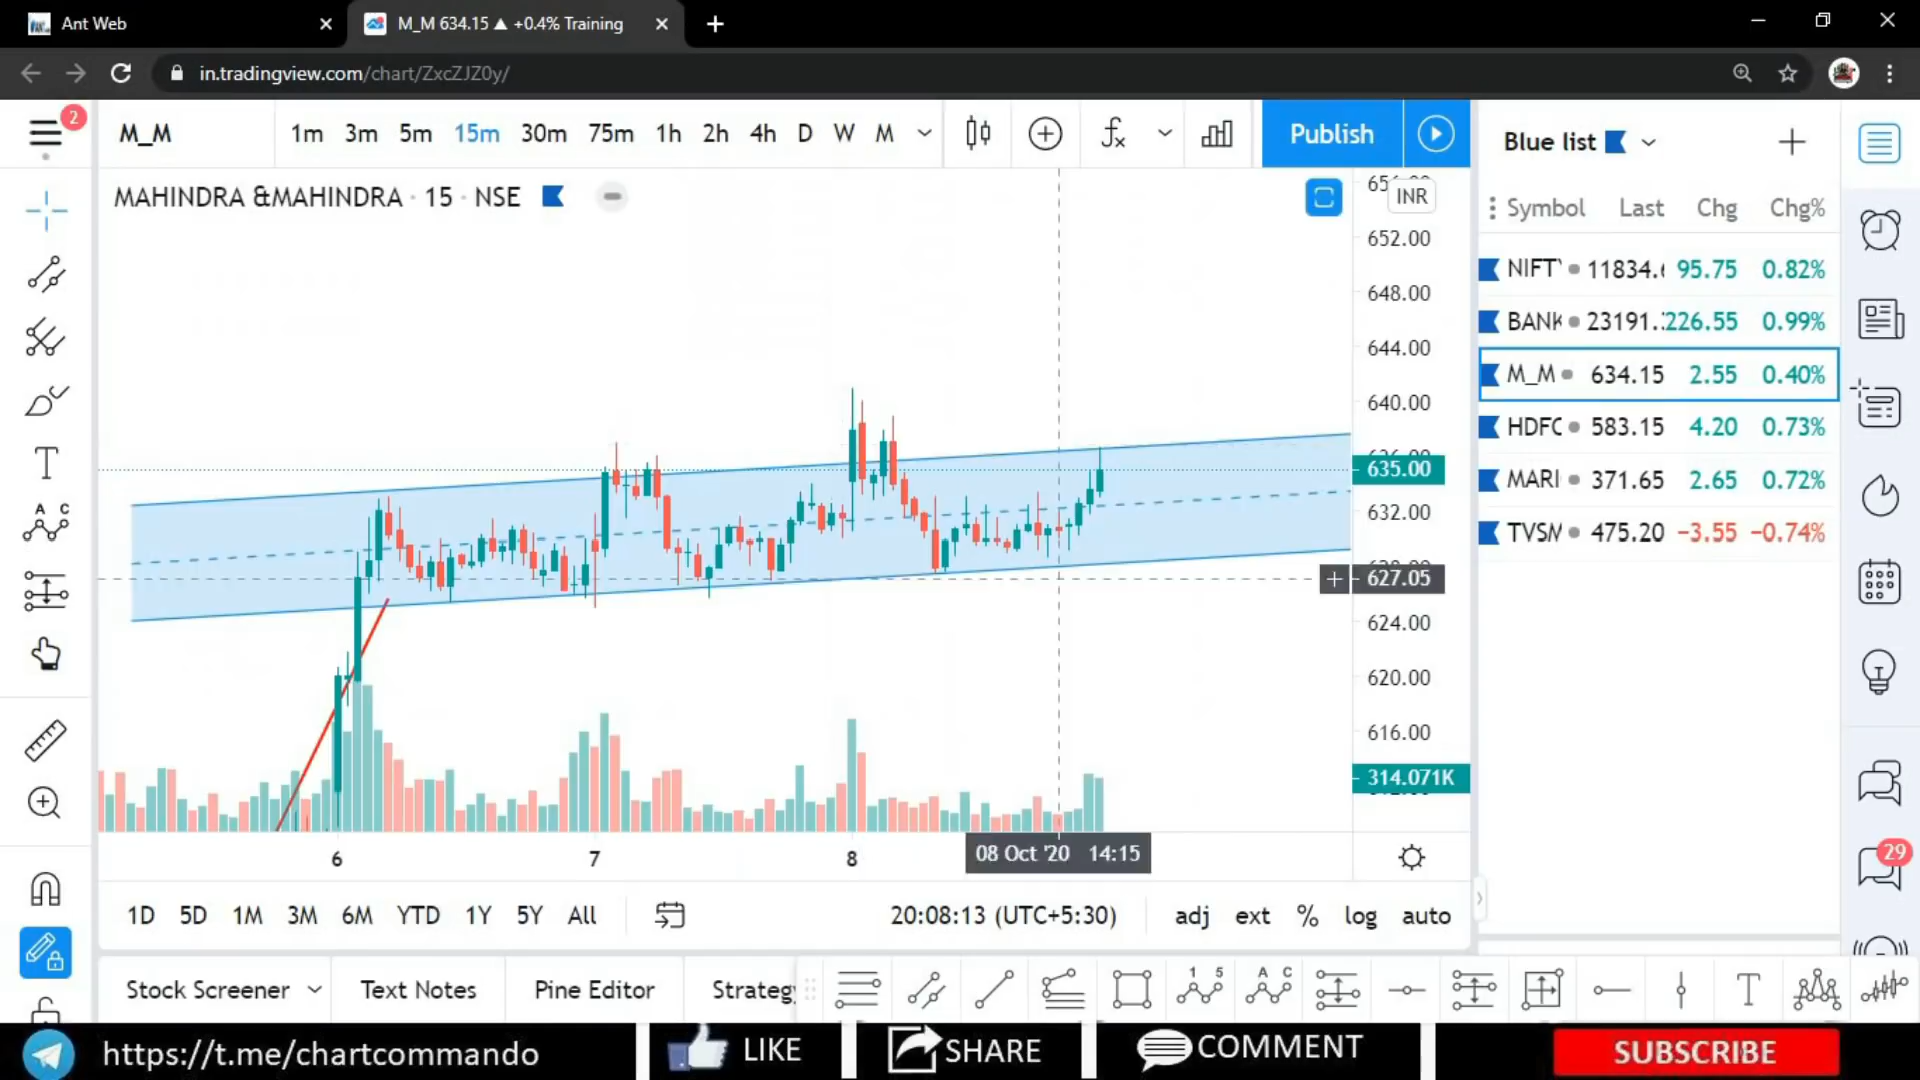 Ant Web
M_M 634.15 ▲ +0.4% Training
in.tradingview.com/chart/ZxcZJZ0y/
2
M_M
1m 3m 5m 15m 30m 75m 1h 2h 4h D W M
Publish
Blue list
MAHINDRA &MAHINDRA · 15 · NSE
INR
Symbol Last Chg Chg%
NIFTY 11834. 95.75 0.82%
BANK 23191. 226.55 0.99%
M_M 634.15 2.55 0.40%
HDFC 583.15 4.20 0.73%
MARI 371.65 2.65 0.72%
TVSM 475.20 −3.55 −0.74%
652.00
648.00
644.00
640.00
635.00
632.00
627.05
624.00
620.00
616.00
314.071K
6 7 8
08 Oct '20 14:15
29
1D 5D 1M 3M 6M YTD 1Y 5Y All
20:08:13 (UTC+5:30)
adj ext % log auto
Stock Screener
Text Notes
Pine Editor
Strategy
https://t.me/chartcommando
LIKE
SHARE
COMMENT
SUBSCRIBE